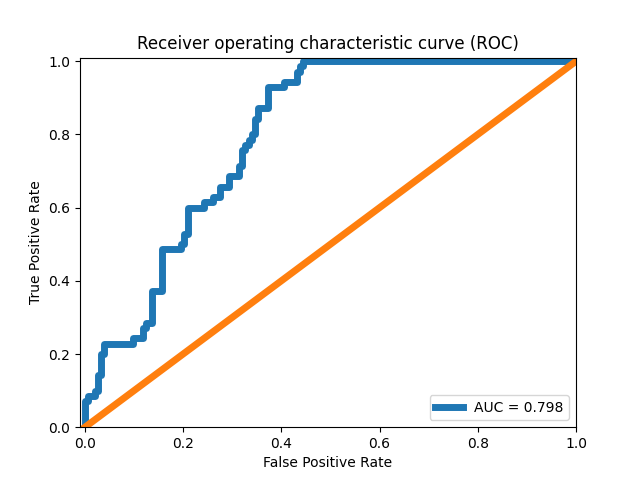 Receiver operating characteristic curve (ROC)
True Positive Rate
1.0
0.8
0.6
0.4
0.2
0.0
0.0 0.2 0.4 0.6 0.8 1.0
False Positive Rate
AUC = 0.798